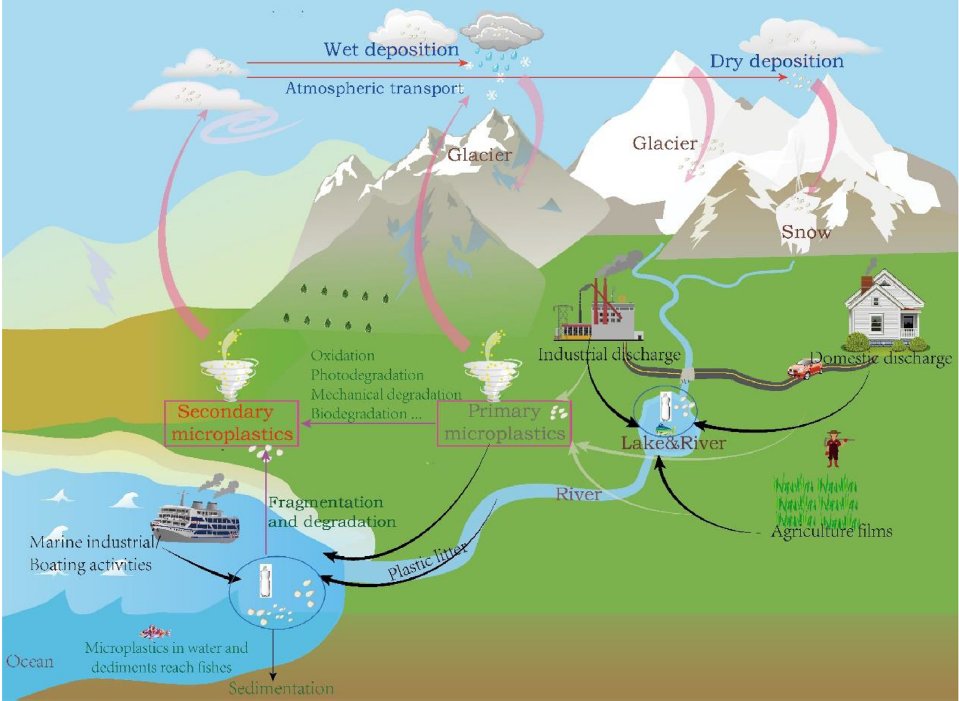 Wet deposition
Dry deposition
Atmospheric transport
Glacier
Glacier
Snow
Industrial discharge
Domestic discharge
Oxidation
Photodegradation
Mechanical degradation
Biodegradation ...
Secondary
microplastics
Primary
microplastics
Lake&River
River
Fragmentation
and degradation
Agriculture films
Marine industrial/
Boating activities
Plastic litter
Microplastics in water and
dediments reach fishes
Ocean
Sedimentation